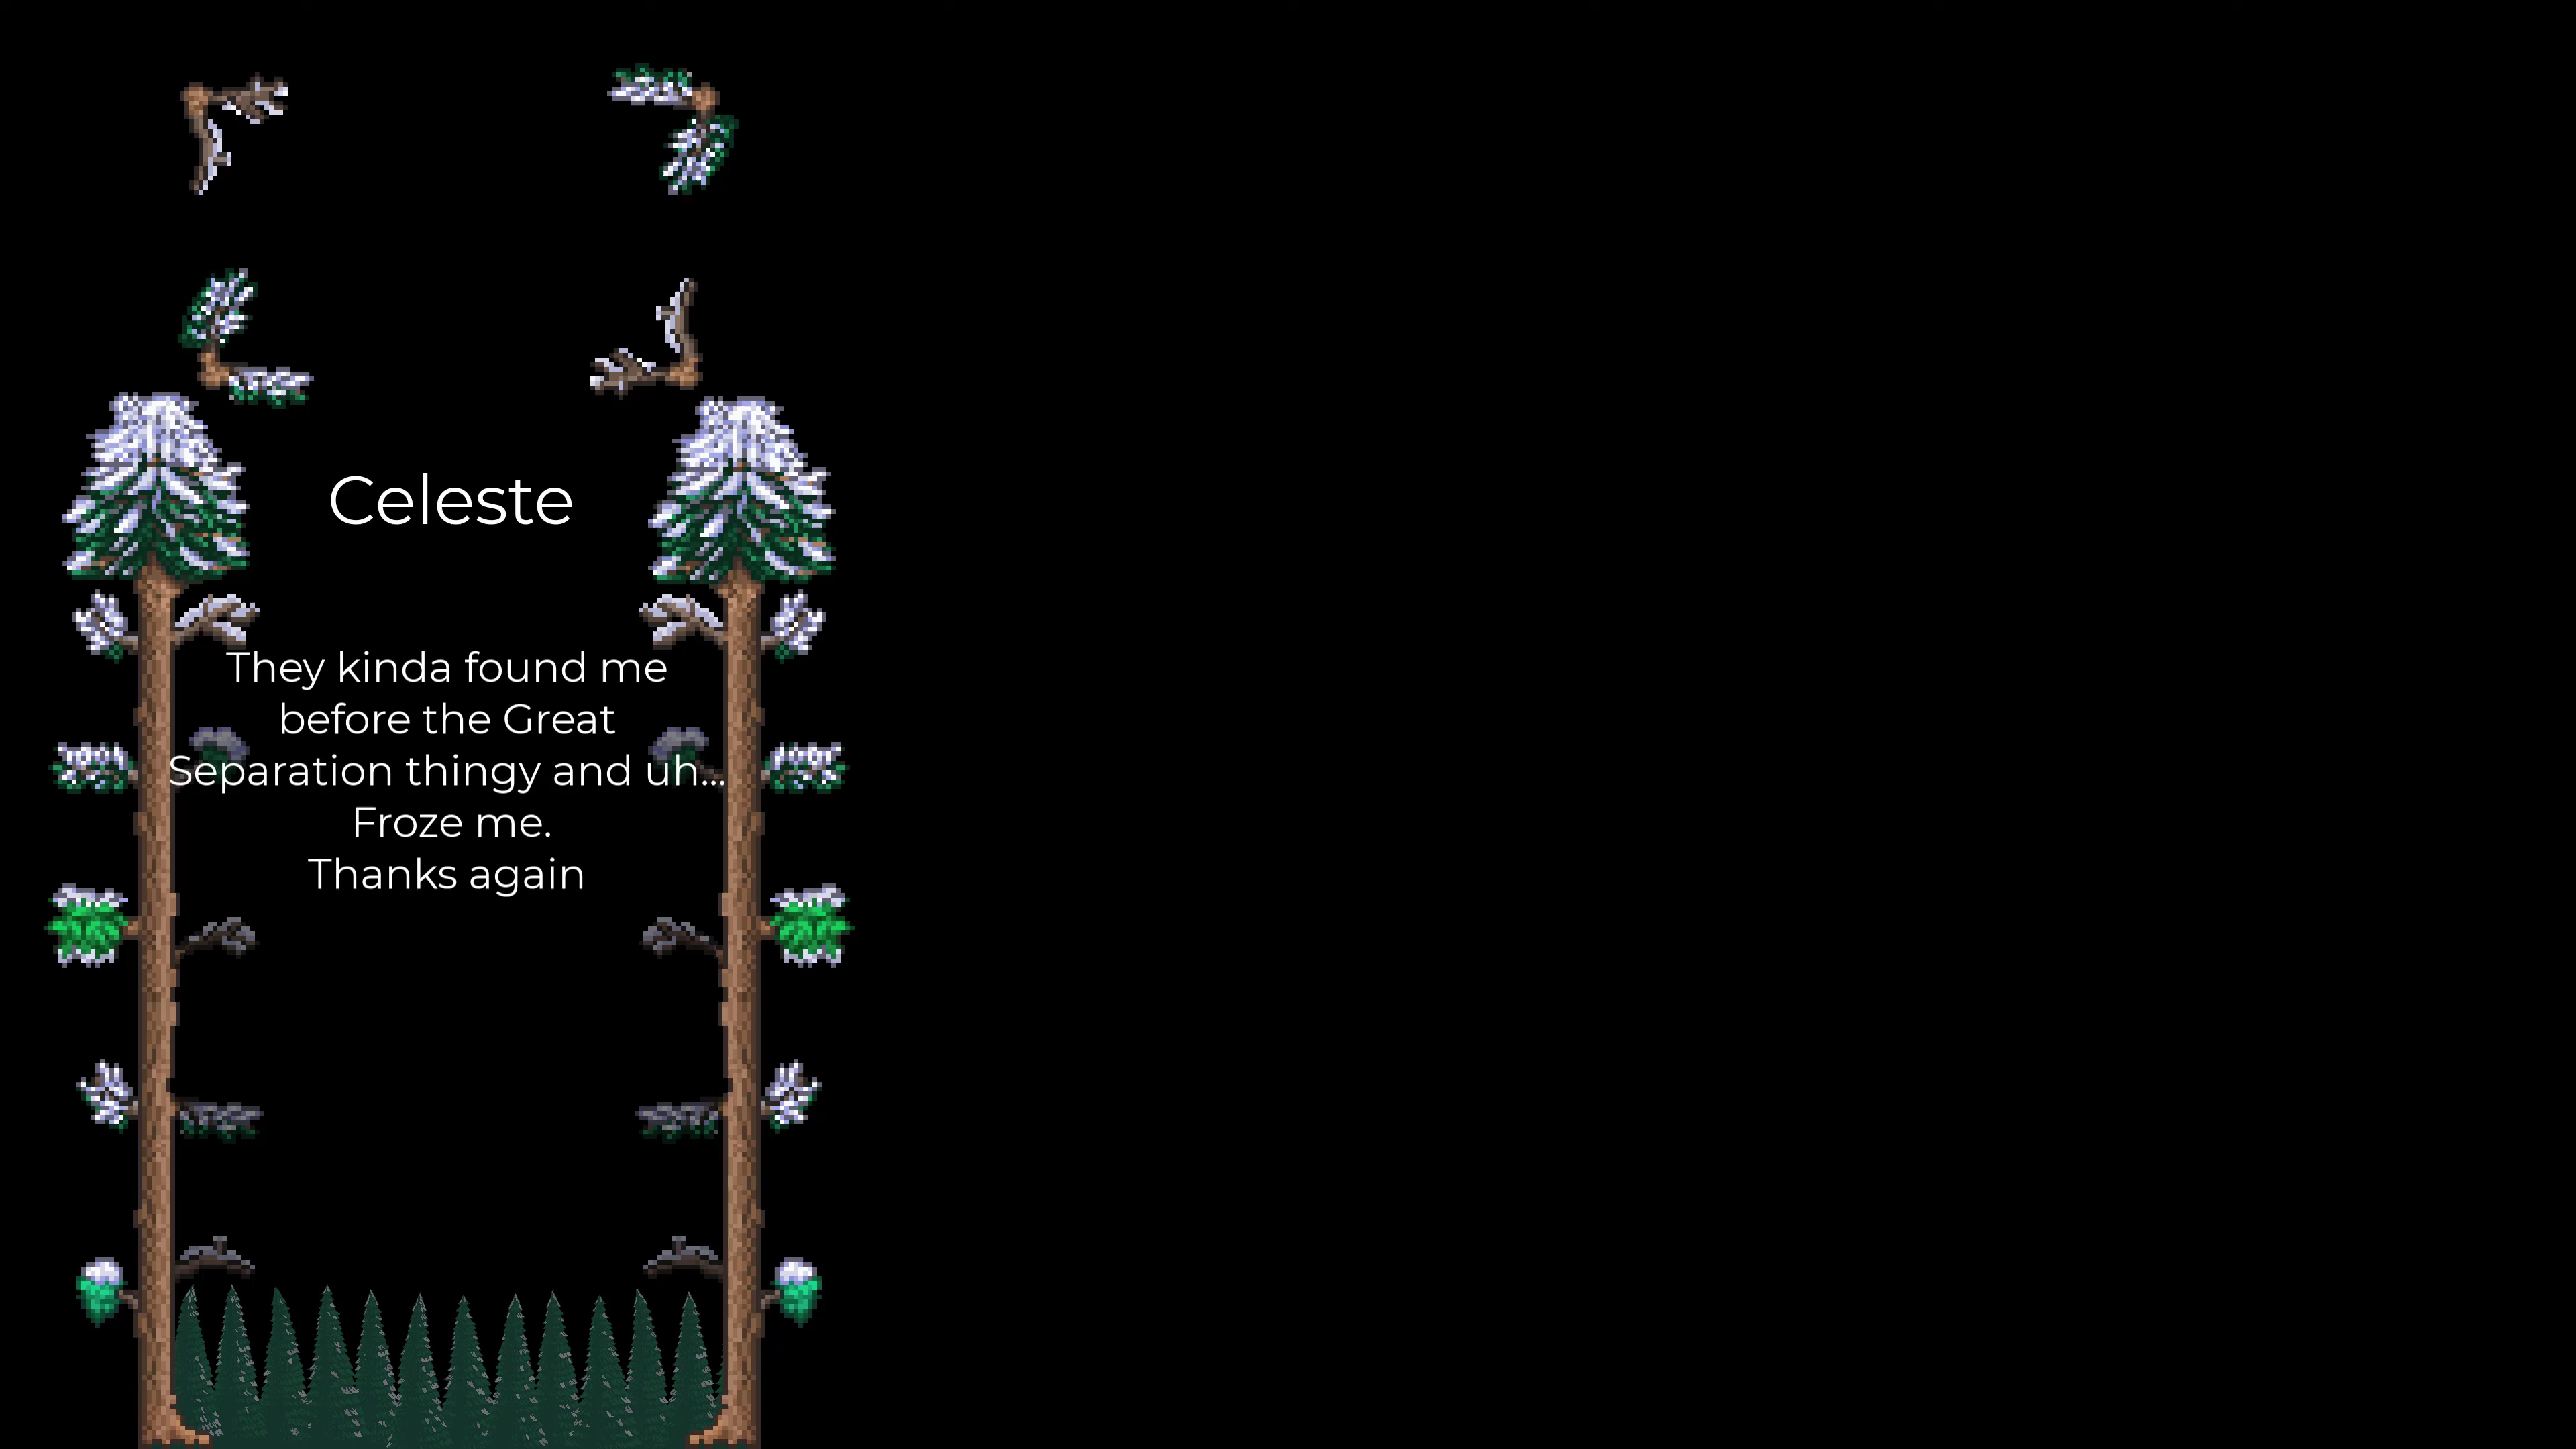 Celeste
They kinda found me
before the Great
Separation thingy and uh...
Froze me.
Thanks again